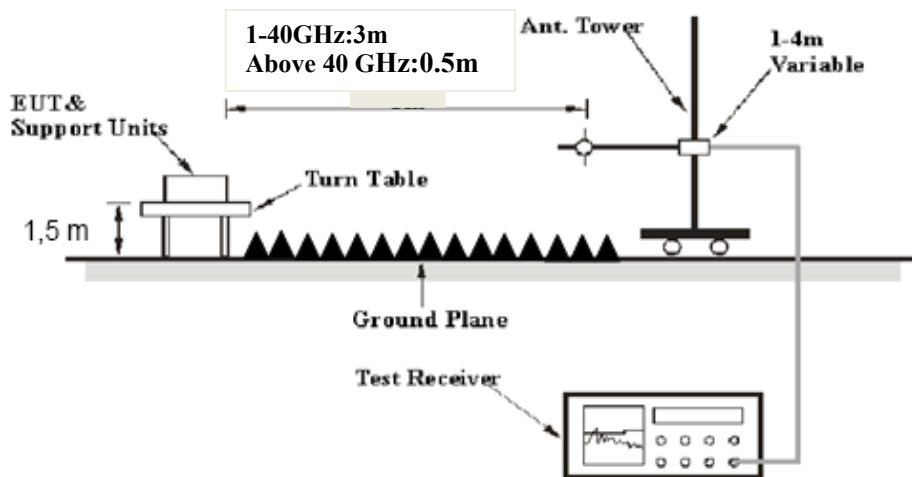 1-40GHz:3m
Above 40 GHz:0.5m
Ant. Tower
1-4m
Variable
EUT&
Support Units
Turn Table
1,5 m
Ground Plane
Test Receiver